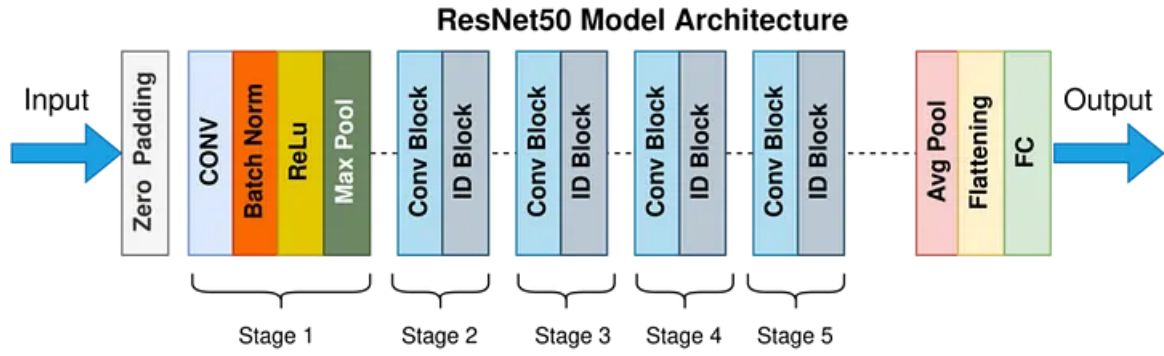 ResNet50 Model Architecture
Input
Zero Padding
CONV
Batch Norm
ReLu
Max Pool
Conv Block
ID Block
Conv Block
ID Block
Conv Block
ID Block
Conv Block
ID Block
Avg Pool
Flattening
FC
Output
Stage 1
Stage 2
Stage 3
Stage 4
Stage 5